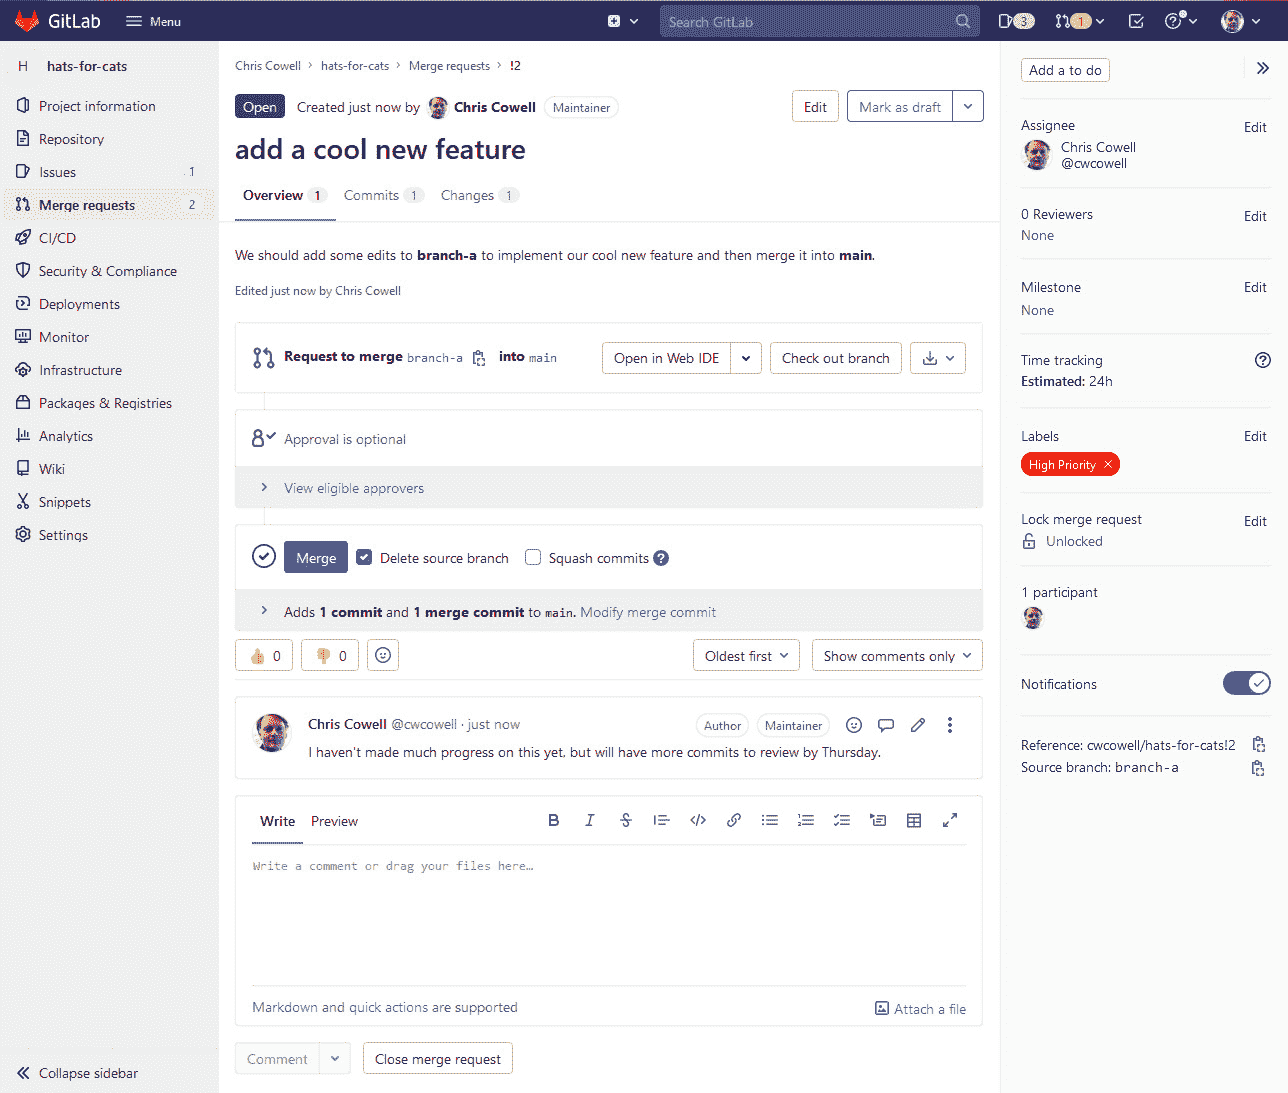 GitLab Menu Search GitLab 3 1
H hats-for-cats
Project information
Repository
Issues 1
Merge requests 2
CI/CD
Security & Compliance
Deployments
Monitor
Infrastructure
Packages & Registries
Analytics
Wiki
Snippets
Settings
Collapse sidebar
Chris Cowell › hats-for-cats › Merge requests › !2
Open Created just now by Chris Cowell Maintainer Edit Mark as draft
add a cool new feature
Overview 1 Commits 1 Changes 1
We should add some edits to branch-a to implement our cool new feature and then merge it into main.
Edited just now by Chris Cowell
Request to merge branch-a into main Open in Web IDE Check out branch
Approval is optional
View eligible approvers
Merge Delete source branch Squash commits ?
Adds 1 commit and 1 merge commit to main. Modify merge commit
0 0 Oldest first Show comments only
Chris Cowell @cwcowell · just now Author Maintainer
I haven't made much progress on this yet, but will have more commits to review by Thursday.
Write Preview B I S
Write a comment or drag your files here…
Markdown and quick actions are supported Attach a file
Comment Close merge request
Add a to do
Assignee Edit
Chris Cowell
@cwcowell
0 Reviewers Edit
None
Milestone Edit
None
Time tracking ?
Estimated: 24h
Labels Edit
High Priority ×
Lock merge request Edit
Unlocked
1 participant
Notifications
Reference: cwcowell/hats-for-cats!2
Source branch: branch-a